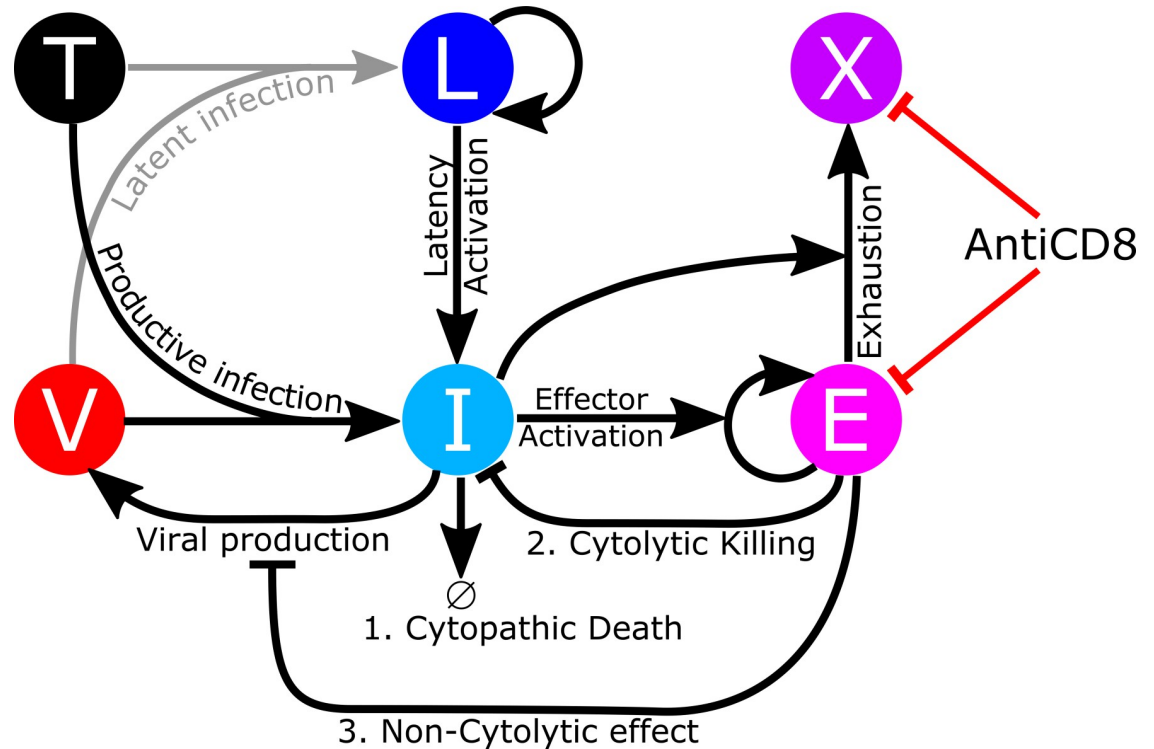 T
L
X
Latent infection
Latency
Activation
AntiCD8
Productive infection
Exhaustion
V
I
E
Effector
Activation
Viral production
2. Cytolytic Killing
∅
1. Cytopathic Death
3. Non-Cytolytic effect